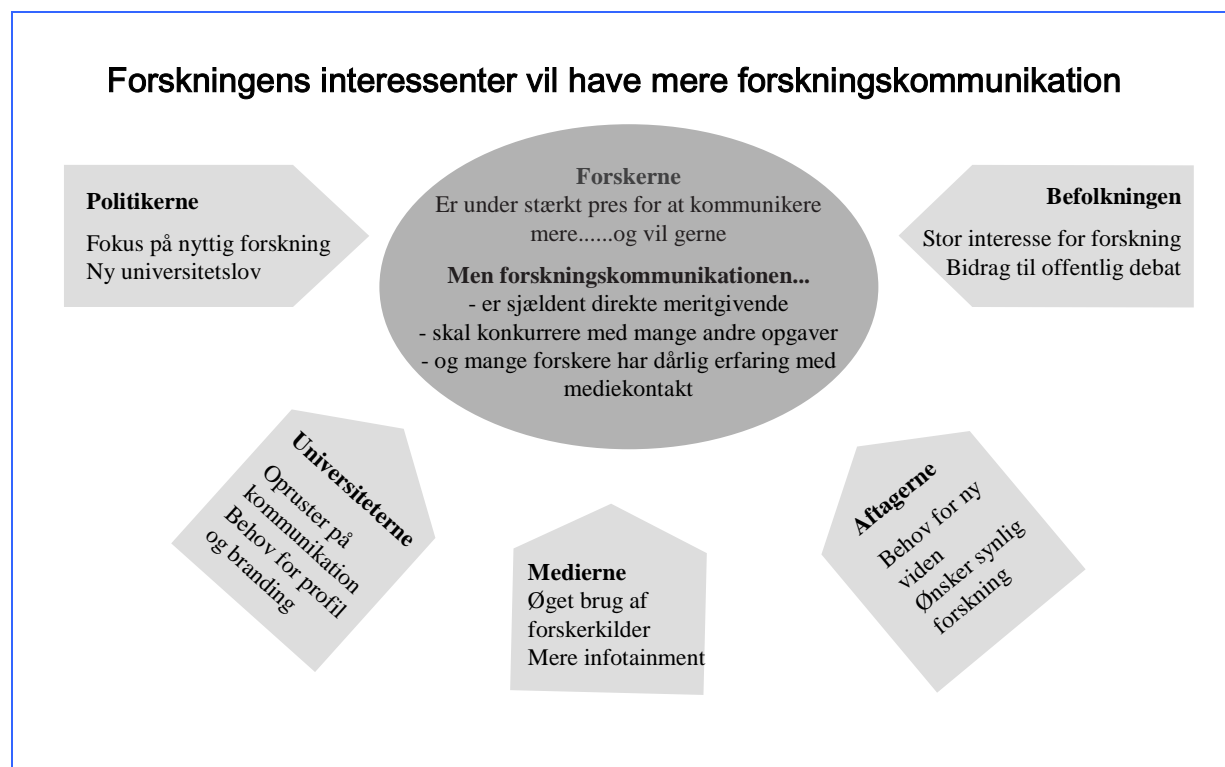 Forskningens interessenter vil have mere forskningskommunikation
Politikerne
Fokus på nyttig forskning
Ny universitetslov
Forskerne
Er under stærkt pres for at kommunikere
mere......og vil gerne
Men forskningskommunikationen...
- er sjældent direkte meritgivende
- skal konkurrere med mange andre opgaver
- og mange forskere har dårlig erfaring med
mediekontakt
Befolkningen
Stor interesse for forskning
Bidrag til offentlig debat
Universiteterne
Opruster på
kommunikation
Behov for profil
og branding
Medierne
Øget brug af
forskerkilder
Mere infotainment
Aftagerne
Behov for ny
viden
Ønsker synlig
forskning